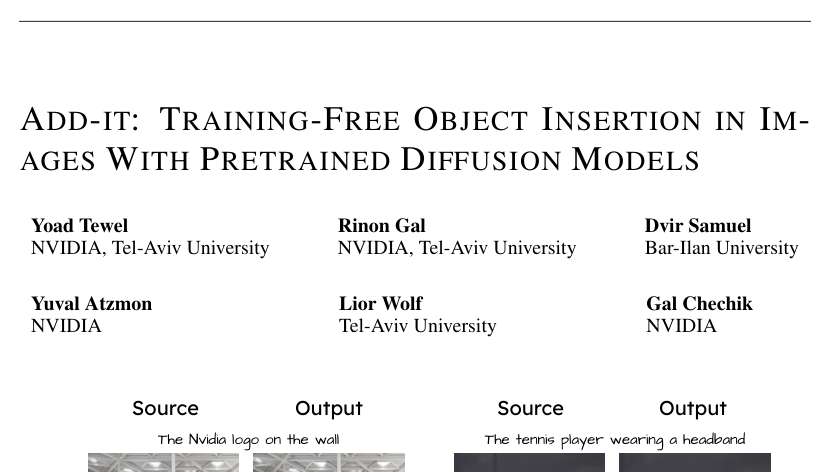 ADD-IT: TRAINING-FREE OBJECT INSERTION IN IM-
AGES WITH PRETRAINED DIFFUSION MODELS
Yoad Tewel Rinon Gal Dvir Samuel
NVIDIA, Tel-Aviv University NVIDIA, Tel-Aviv University Bar-Ilan University
Yuval Atzmon Lior Wolf Gal Chechik
NVIDIA Tel-Aviv University NVIDIA
Source Output Source Output
The Nvidia logo on the wall The tennis player wearing a headband